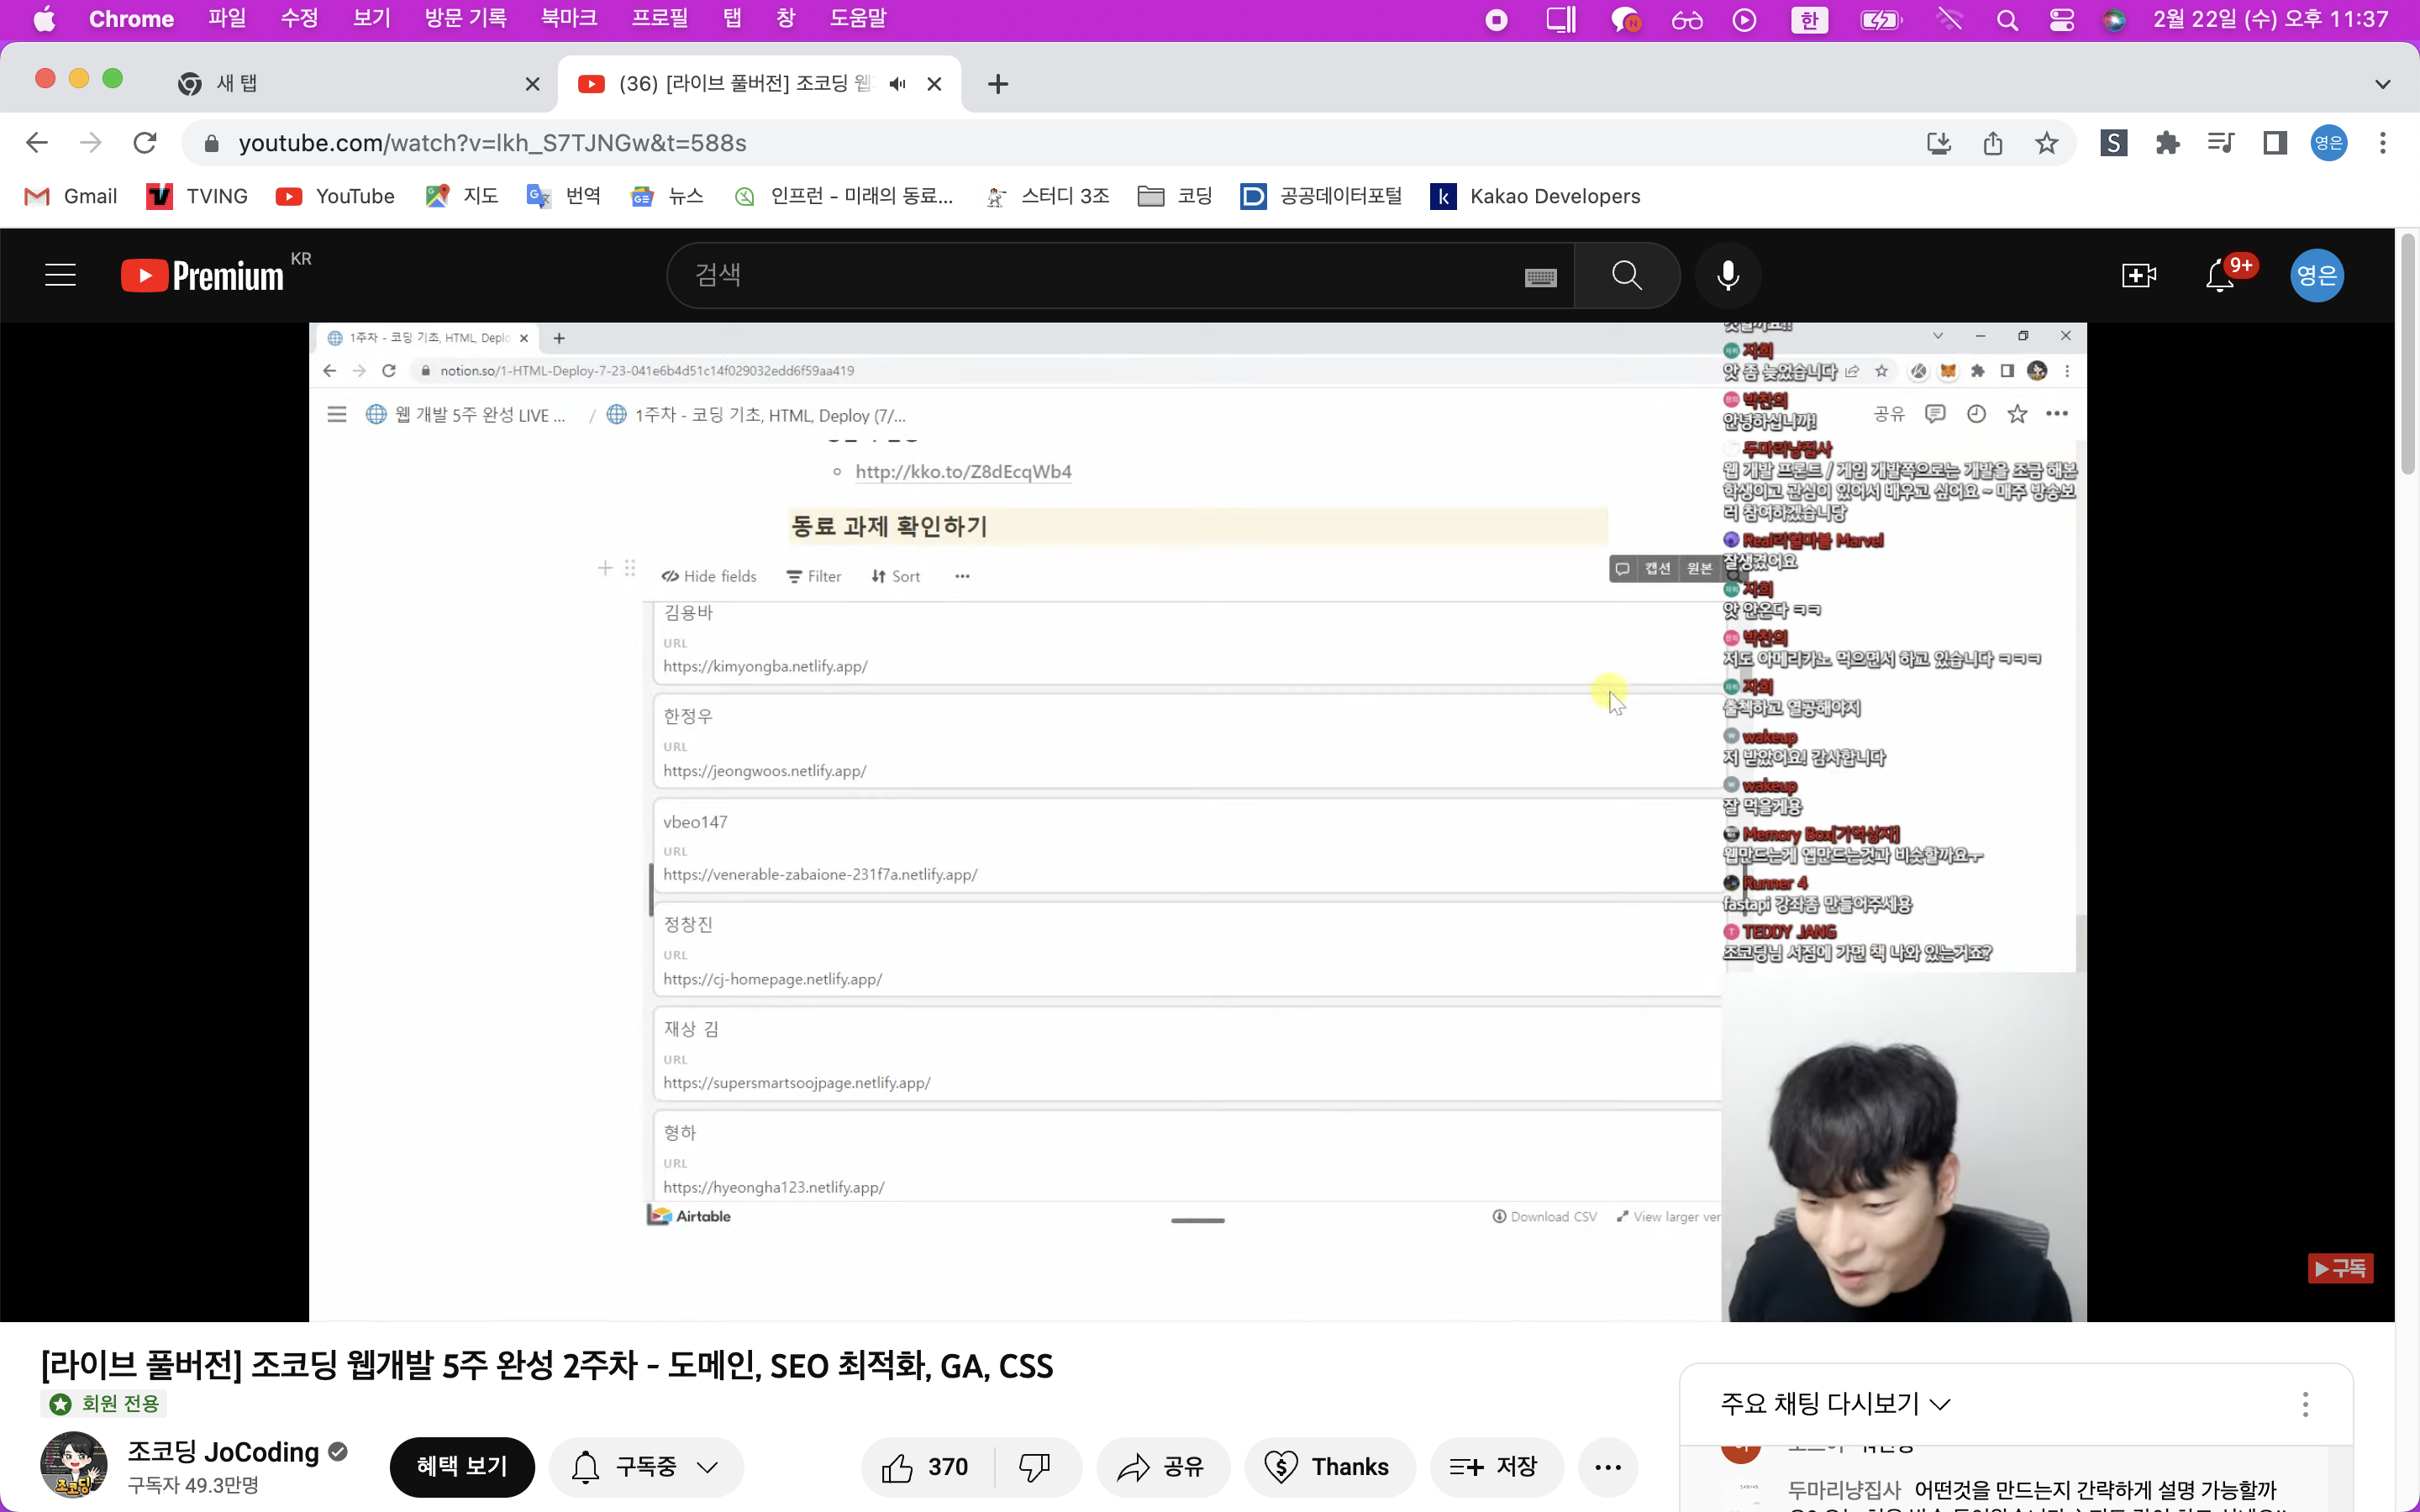 Chrome 파일 수정 보기 방문 기록 북마크 프로필 탭 창 도움말 한 2월 22일 (수) 오후 11:37
새 탭
(36) [라이브 풀버전] 조코딩 웹
youtube.com/watch?v=lkh_S7TJNGw&t=588s
S 영은
Gmail TVING YouTube 지도 번역 뉴스 인프런 - 미래의 동료... 스터디 3조 코딩 공공데이터포털 k Kakao Developers
Premium KR
검색
9+
영은
1주차 - 코딩 기초, HTML, Deplo
notion.so/1-HTML-Deploy-7-23-041e6b4d51c14f029032edd6f59aa419
웹 개발 5주 완성 LIVE ... / 1주차 - 코딩 기초, HTML, Deploy (7/...
공유
http://kko.to/Z8dEcqWb4
동료 과제 확인하기
Hide fields Filter Sort
캡션 원본
김용바
URL
https://kimyongba.netlify.app/
한정우
URL
https://jeongwoos.netlify.app/
vbeo147
URL
https://venerable-zabaione-231f7a.netlify.app/
정창진
URL
https://cj-homepage.netlify.app/
재상 김
URL
https://supersmartsoojpage.netlify.app/
형하
URL
https://hyeongha123.netlify.app/
Airtable
Download CSV View larger ver
자희
앗 좀 늦었습니다
박찬의
안녕하십니까!
두마리냥집사
웹 개발 프론트 / 게임 개발쪽으로는 개발을 조금 해본
학생이고 관심이 있어서 배우고 싶어요 ~ 매주 방송보
러 참여하겠습니당
Real리얼마블 Marvel
잘생겼어요
자희
앗 안온다 ㅋㅋ
박찬의
저도 아메리카노 먹으면서 하고 있습니다 ㅋㅋㅋ
자희
출첵하고 열공해야지
wakeup
저 받았어요! 감사합니다
wakeup
잘 먹을게용
Memory Box[기억상자]
웹만드는게 앱만드는것과 비슷할까요ㅜ
Runner 4
fastapi 강좌좀 만들어주세용
TEDDY JANG
조코딩님 서점에 가면 책 나와 있는거죠?
구독
[라이브 풀버전] 조코딩 웹개발 5주 완성 2주차 - 도메인, SEO 최적화, GA, CSS
회원 전용
조코딩
조코딩 JoCoding
구독자 49.3만명
혜택 보기
구독중
370
공유
Thanks
저장
주요 채팅 다시보기
두마리냥집사 어떤것을 만드는지 간략하게 설명 가능할까